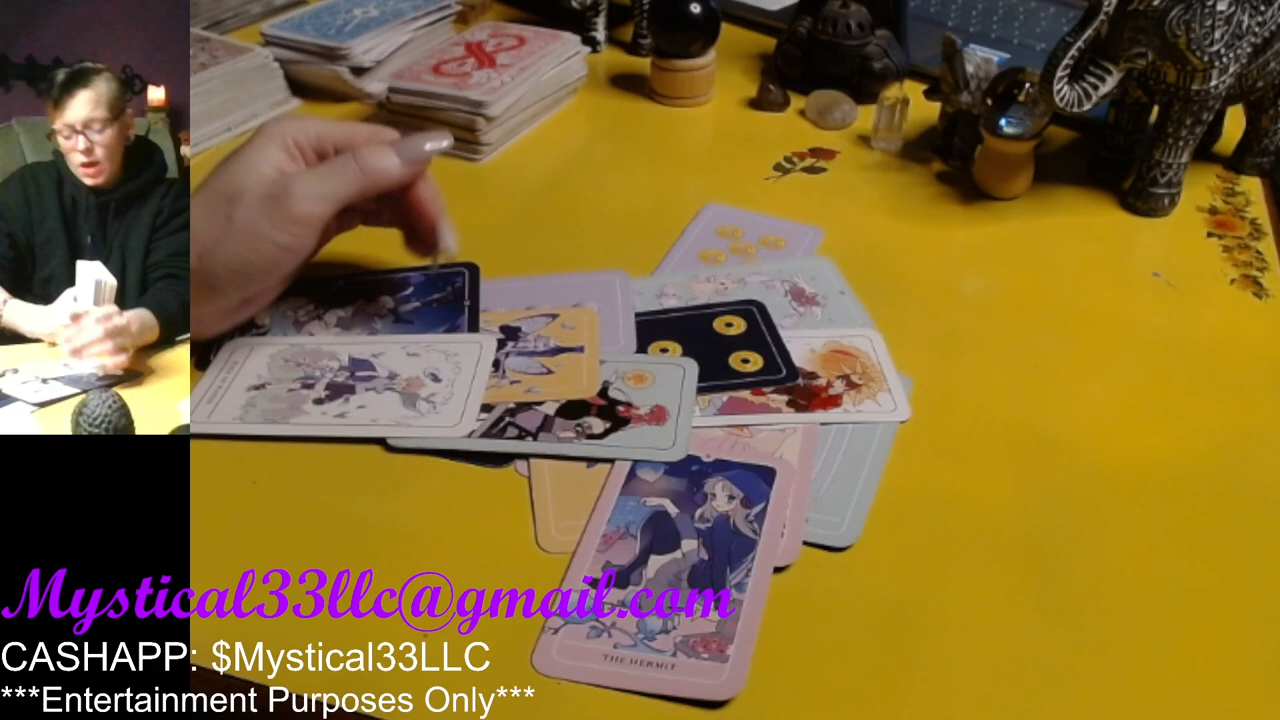 Mystical33llc@gmail.com
CASHAPP: $Mystical33LLC
***Entertainment Purposes Only***
THE HERMIT